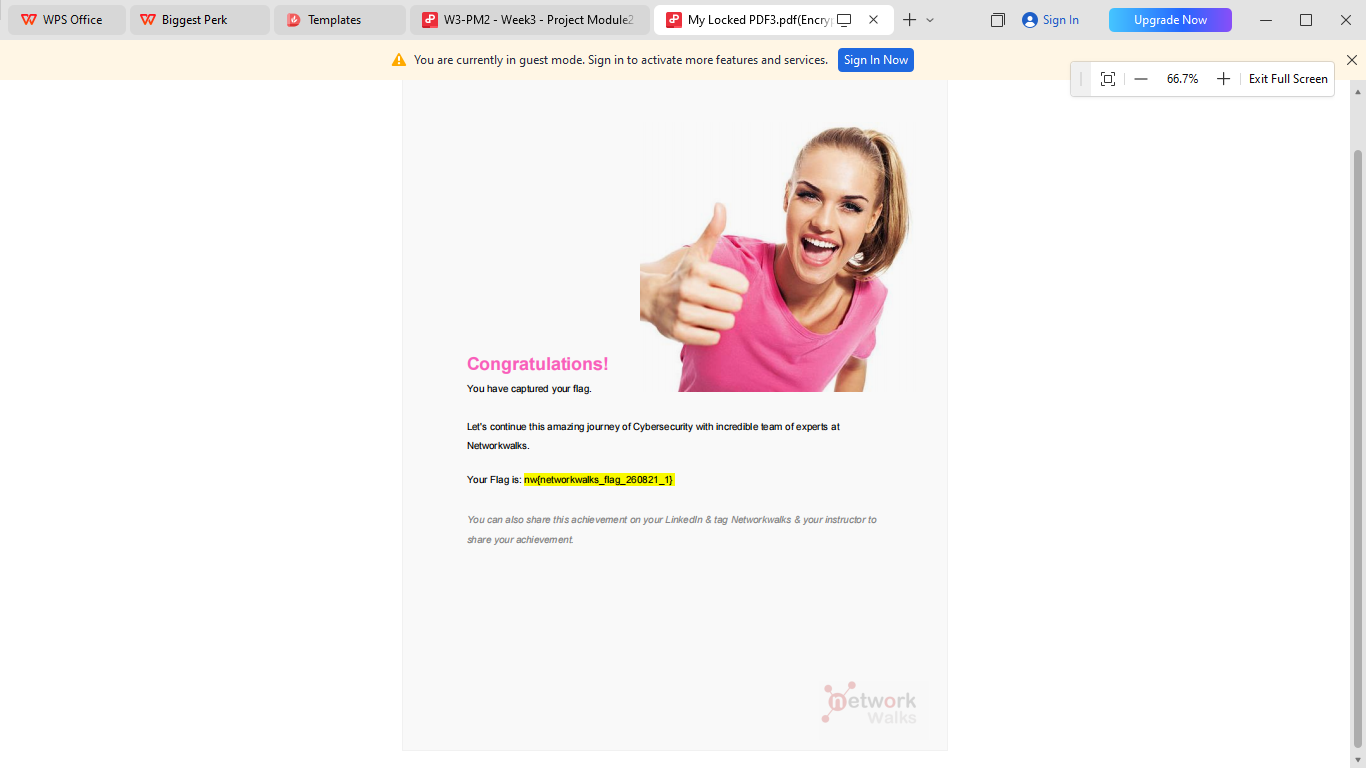 WPS Office
Biggest Perk
Templates
W3-PM2 - Week3 - Project Module2
My Locked PDF3.pdf(Encry
Sign In
Upgrade Now
You are currently in guest mode. Sign in to activate more features and services.
Sign In Now
66.7%
Exit Full Screen
Congratulations!
You have captured your flag.
Let's continue this amazing journey of Cybersecurity with incredible team of experts at
Networkwalks.
Your Flag is: nw{networkwalks_flag_260821_1}
You can also share this achievement on your LinkedIn & tag Networkwalks & your instructor to
share your achievement.
network
Walks